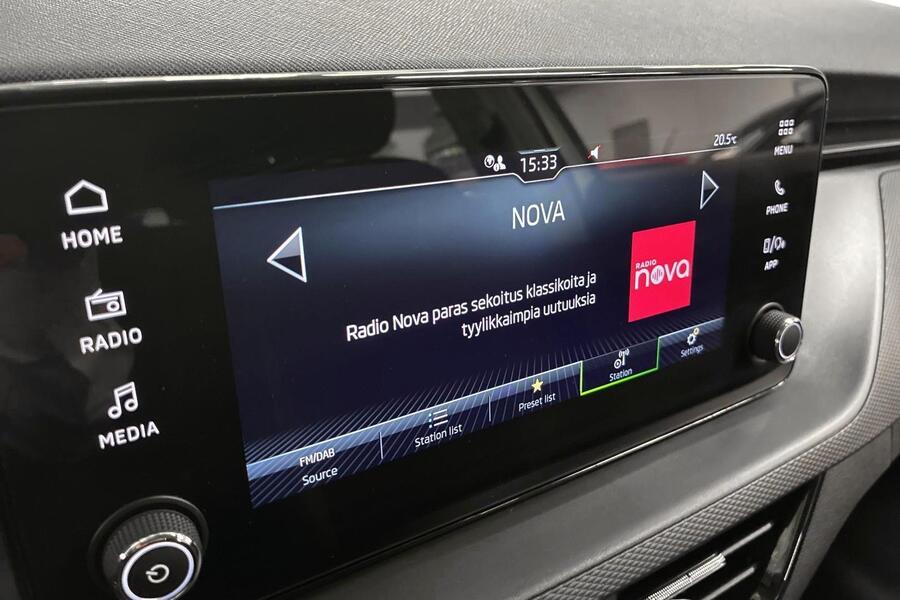 HOME
RADIO
MEDIA
15:33
20.5°C
NOVA
Radio Nova paras sekoitus klassikoita ja
tyylikkaimpia uutuuksia
RADIO
nova
FM/DAB
Source
Station list
Preset list
Station
Settings
MENU
PHONE
APP